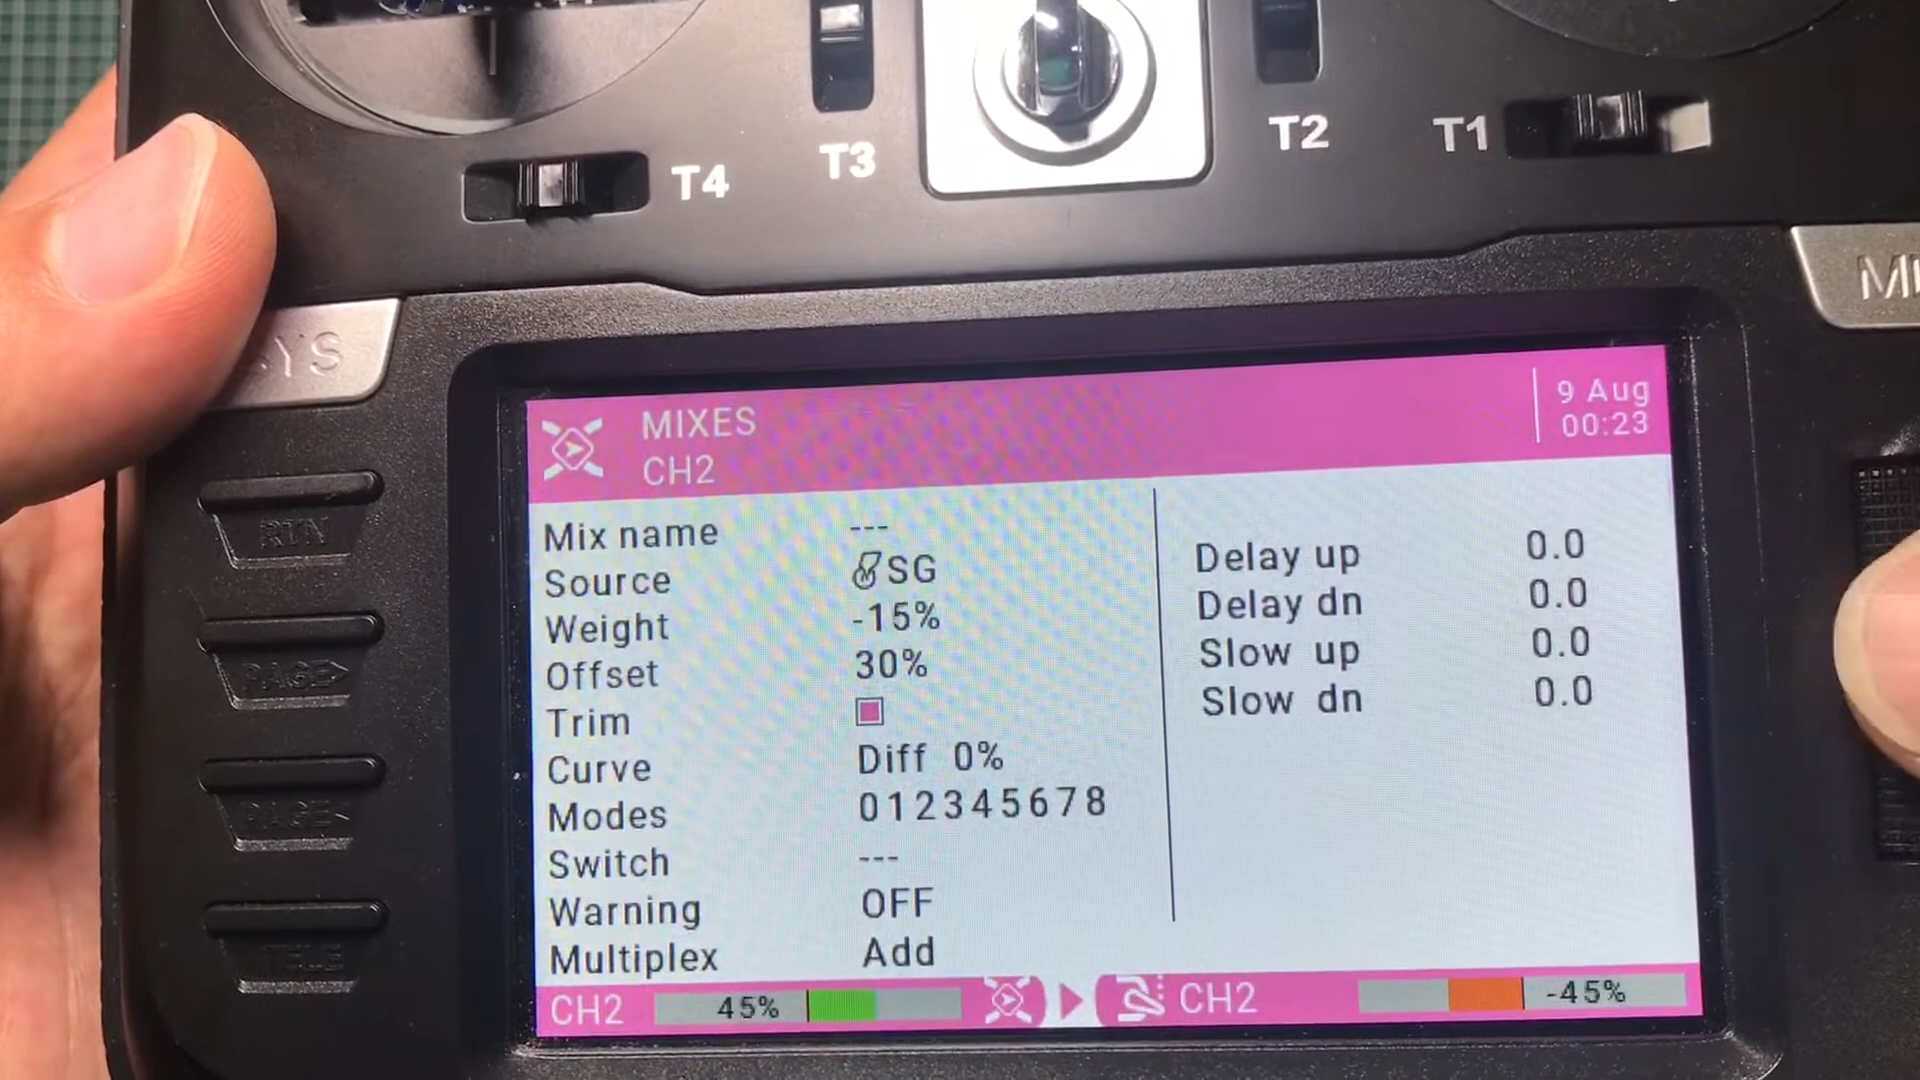 T4
T3
T2
T1
SYS
RTN
PAGE>
PAGE<
TELE
MIXES
CH2
9 Aug
00:23
Mix name ---
Source SG
Weight -15%
Offset 30%
Trim
Curve Diff 0%
Modes 012345678
Switch ---
Warning OFF
Multiplex Add
Delay up 0.0
Delay dn 0.0
Slow up 0.0
Slow dn 0.0
CH2 45%
CH2 -45%